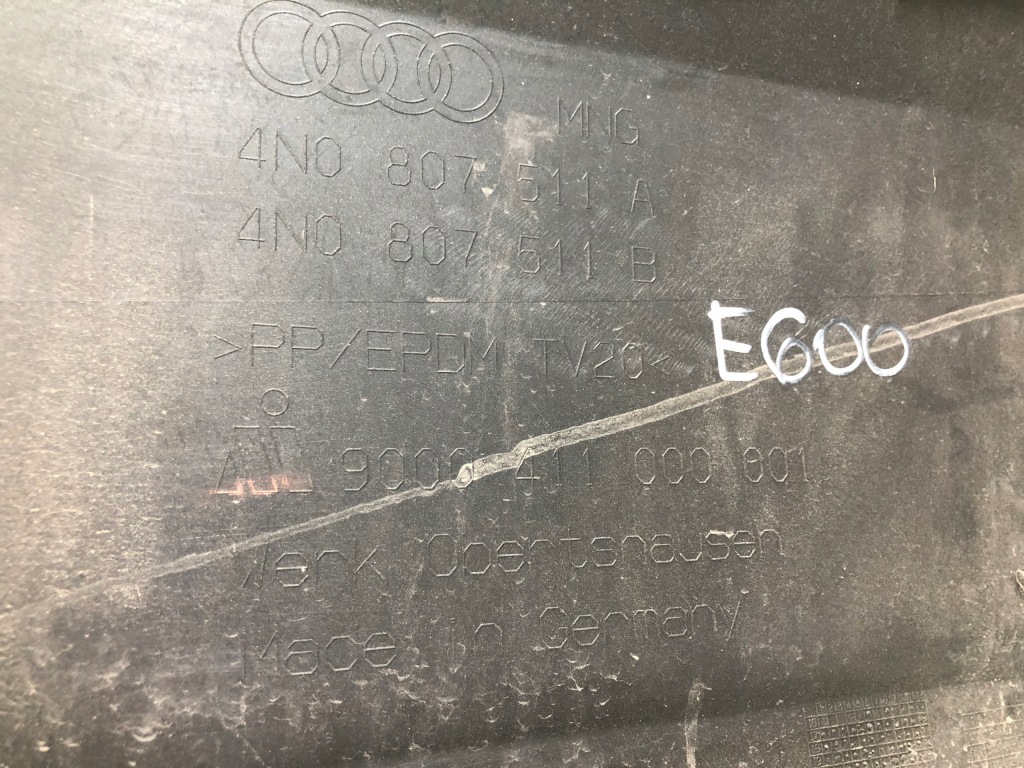 MNG
4N0 807 511 A
4N0 807 511 B
>PP/EPDM TV20<
E600
9000 411 000 001
Werk Obertshausen
Made in Germany